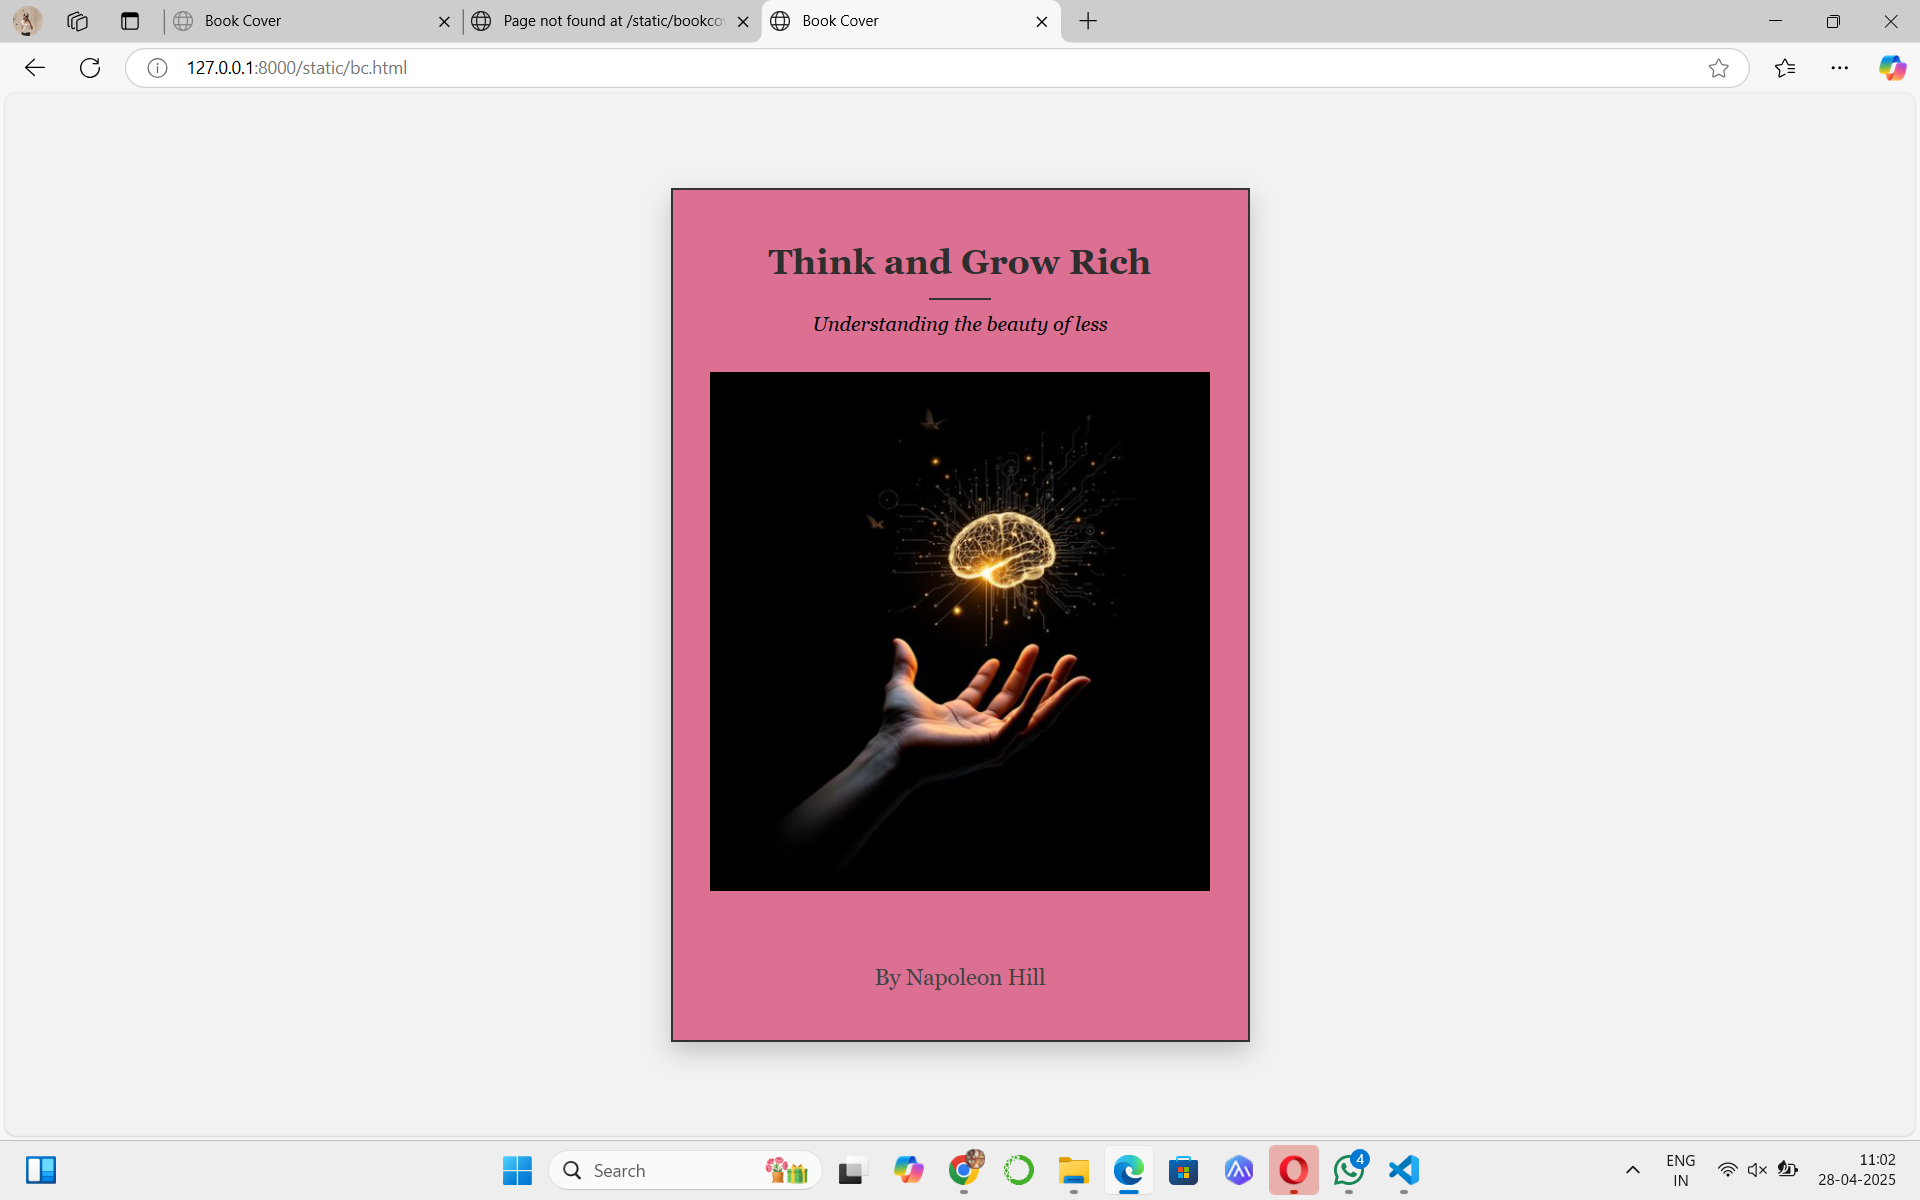 Book Cover
Page not found at /static/bookco
Book Cover
127.0.0.1:8000/static/bc.html
Think and Grow Rich
Understanding the beauty of less
By Napoleon Hill
Search
4
ENG
IN
11:02
28-04-2025